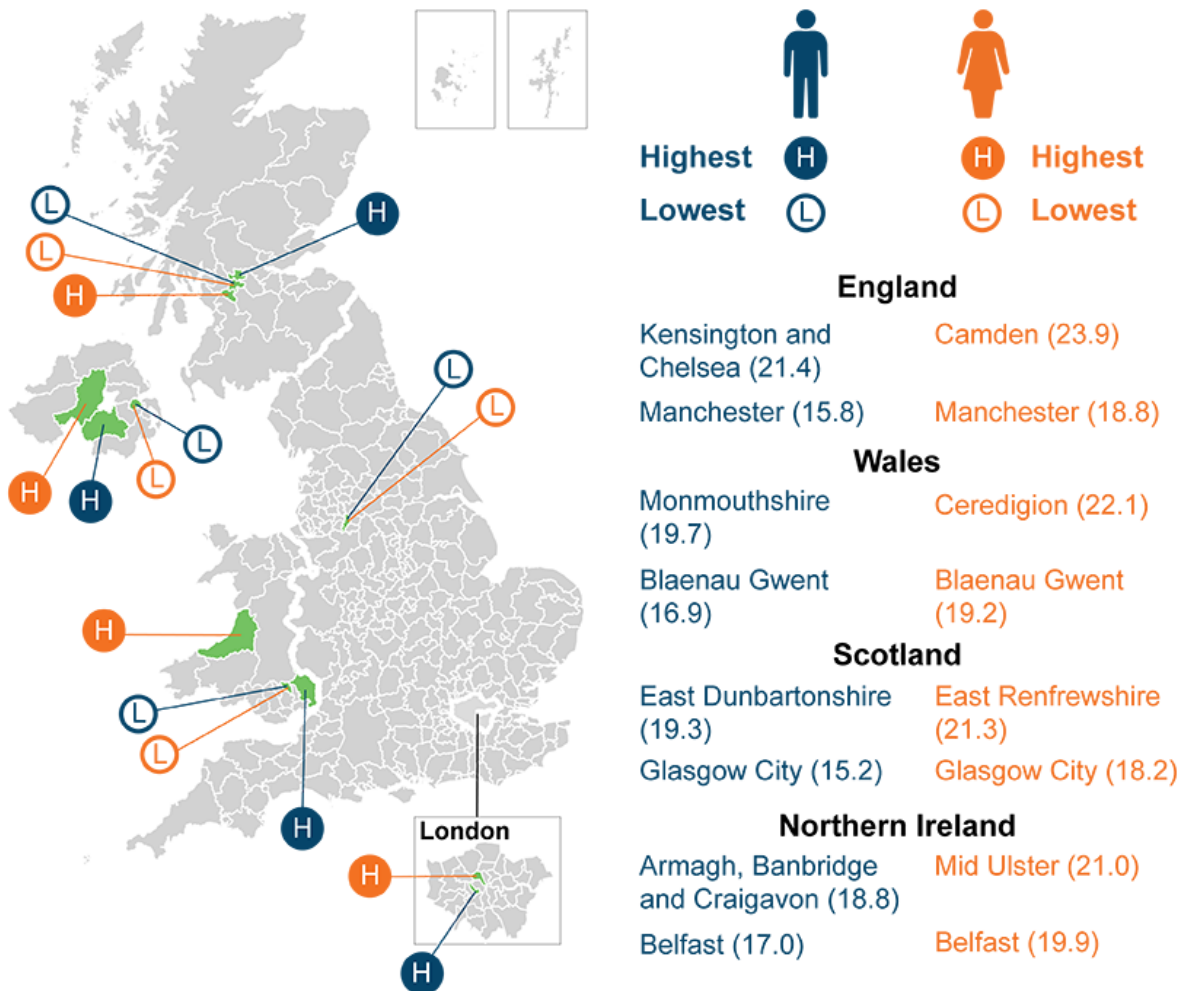 H
H
Highest
Highest
L
L
Lowest
Lowest
L
H
L
H
L
L
L
L
H
H
H
L
L
H
London
H
H
England
Kensington and
Chelsea (21.4)
Camden (23.9)
Manchester (15.8)
Manchester (18.8)
Wales
Monmouthshire
(19.7)
Ceredigion (22.1)
Blaenau Gwent
(16.9)
Blaenau Gwent
(19.2)
Scotland
East Dunbartonshire
(19.3)
East Renfrewshire
(21.3)
Glasgow City (15.2)
Glasgow City (18.2)
Northern Ireland
Armagh, Banbridge
and Craigavon (18.8)
Mid Ulster (21.0)
Belfast (17.0)
Belfast (19.9)